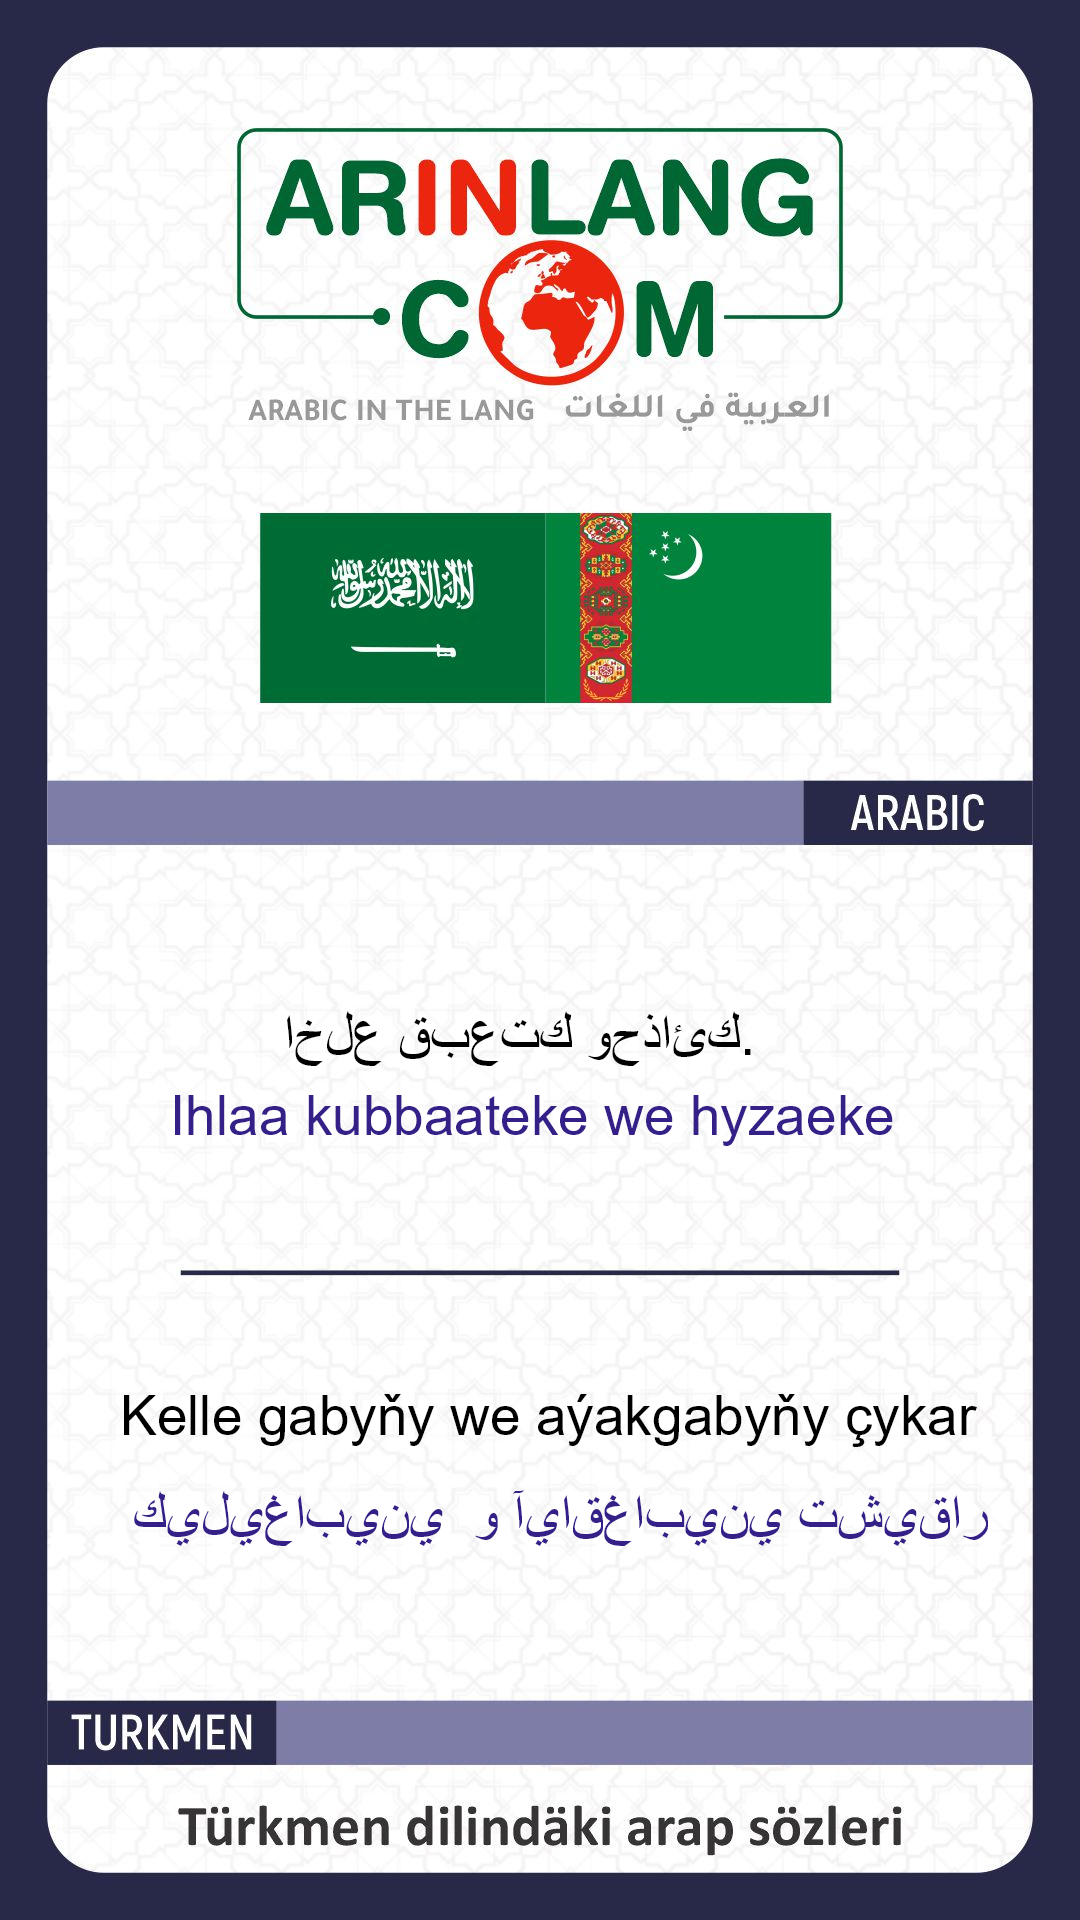 ARINLANG
.COM
ARABIC IN THE LANG العربية في اللغات
لا إله إلا الله محمد رسول الله
ARABIC
اخلع قبعتك وحذائك.
Ihlaa kubbaateke we hyzaeke
Kelle gabyňy we aýakgabyňy çykar
كيليغابيني و آياقغابيني تشيقار
TURKMEN
Türkmen dilindäki arap sözleri